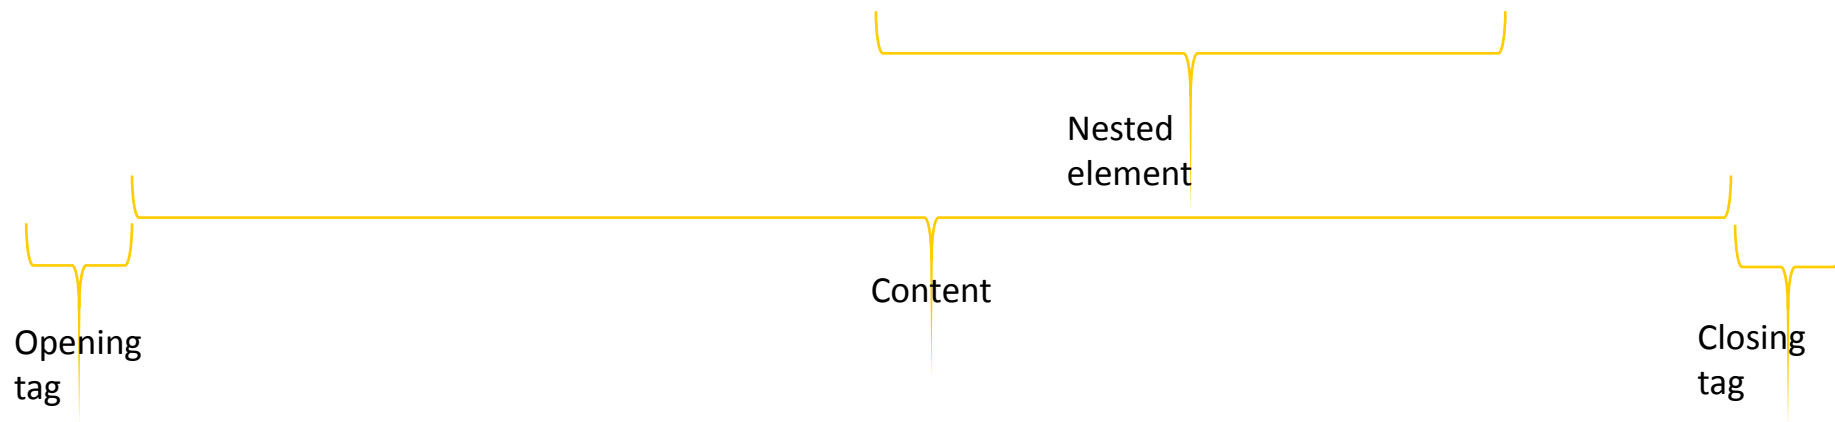 Nested
element
Content
Opening
tag
Closing
tag